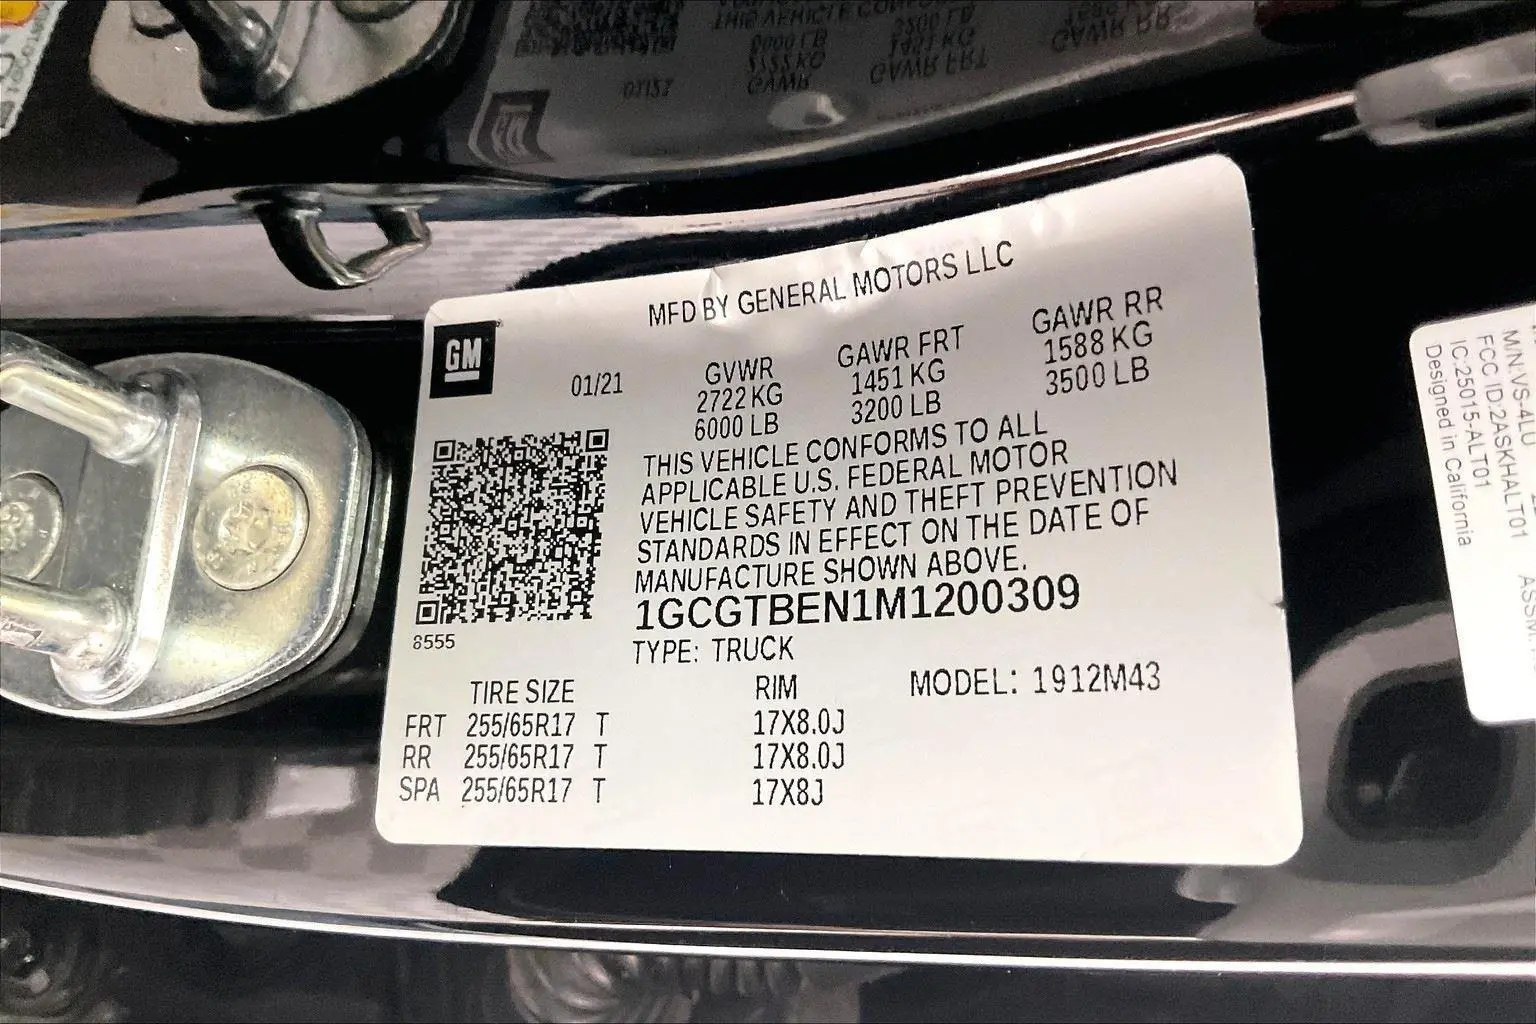 MFD BY GENERAL MOTORS LLC
GM
01/21
GVWR
2722 KG
6000 LB
GAWR FRT
1451 KG
3200 LB
GAWR RR
1588 KG
3500 LB
THIS VEHICLE CONFORMS TO ALL
APPLICABLE U.S. FEDERAL MOTOR
VEHICLE SAFETY AND THEFT PREVENTION
STANDARDS IN EFFECT ON THE DATE OF
MANUFACTURE SHOWN ABOVE.
1GCGTBEN1M1200309
8555
TYPE: TRUCK
MODEL: 1912M43
TIRE SIZE RIM
FRT 255/65R17 T 17X8.0J
RR 255/65R17 T 17X8.0J
SPA 255/65R17 T 17X8J
M/N:VS-4LU
FCC ID:2ASKHALT01
IC:25015-ALT01
Designed in California